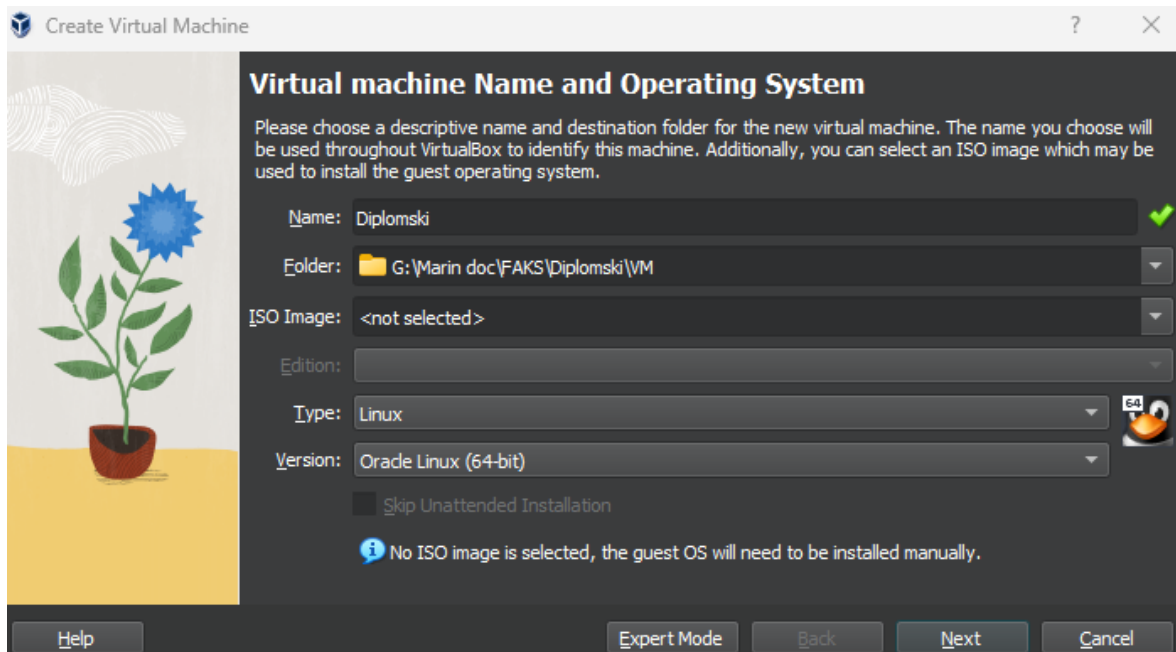 Create Virtual Machine
?
Virtual machine Name and Operating System
Please choose a descriptive name and destination folder for the new virtual machine. The name you choose will
be used throughout VirtualBox to identify this machine. Additionally, you can select an ISO image which may be
used to install the guest operating system.
Name: Diplomski
Folder: G:\Marin doc\FAKS\Diplomski\VM
ISO Image: <not selected>
Edition:
Type: Linux
64
Version: Oracle Linux (64-bit)
Skip Unattended Installation
No ISO image is selected, the guest OS will need to be installed manually.
Help Expert Mode Back Next Cancel